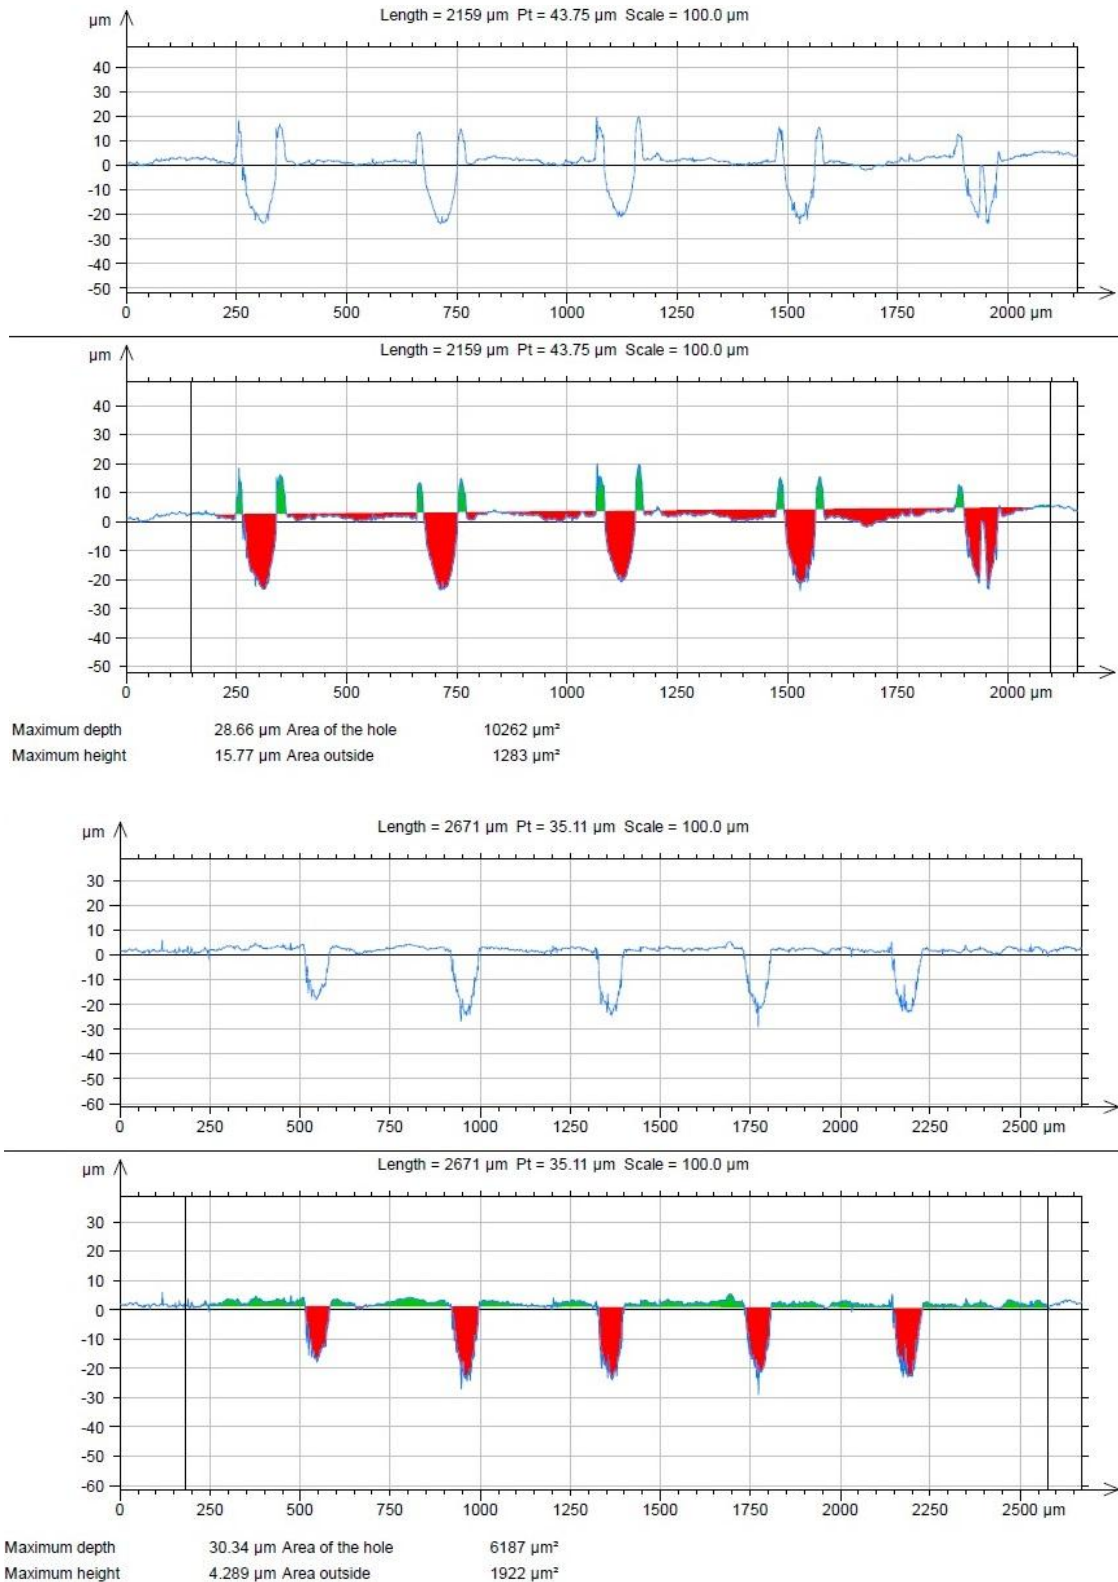 Length = 2159 µm Pt = 43.75 µm Scale = 100.0 µm
µm
40
30
20
10
0
-10
-20
-30
-40
-50
0 250 500 750 1000 1250 1500 1750 2000 µm
Length = 2159 µm Pt = 43.75 µm Scale = 100.0 µm
µm
40
30
20
10
0
-10
-20
-30
-40
-50
0 250 500 750 1000 1250 1500 1750 2000 µm
Maximum depth 28.66 µm Area of the hole 10262 µm²
Maximum height 15.77 µm Area outside 1283 µm²
Length = 2671 µm Pt = 35.11 µm Scale = 100.0 µm
µm
30
20
10
0
-10
-20
-30
-40
-50
-60
0 250 500 750 1000 1250 1500 1750 2000 2250 2500 µm
Length = 2671 µm Pt = 35.11 µm Scale = 100.0 µm
µm
30
20
10
0
-10
-20
-30
-40
-50
-60
0 250 500 750 1000 1250 1500 1750 2000 2250 2500 µm
Maximum depth 30.34 µm Area of the hole 6187 µm²
Maximum height 4.289 µm Area outside 1922 µm²